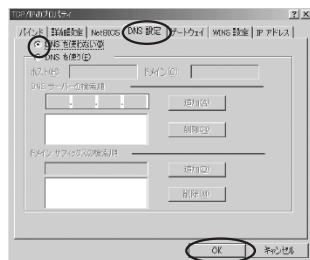 TCP/IPのプロパティ
バインド 詳細設定 NetBIOS DNS 設定 ゲートウェイ WINS 設定 IP アドレス
DNS を使わない(I)
DNS を使う(E)
ホスト(H): ドメイン(O):
DNS サーバーの検索順
追加(A)
削除(R)
ドメイン サフィックスの検索順
追加(D)
削除(M)
OK キャンセル